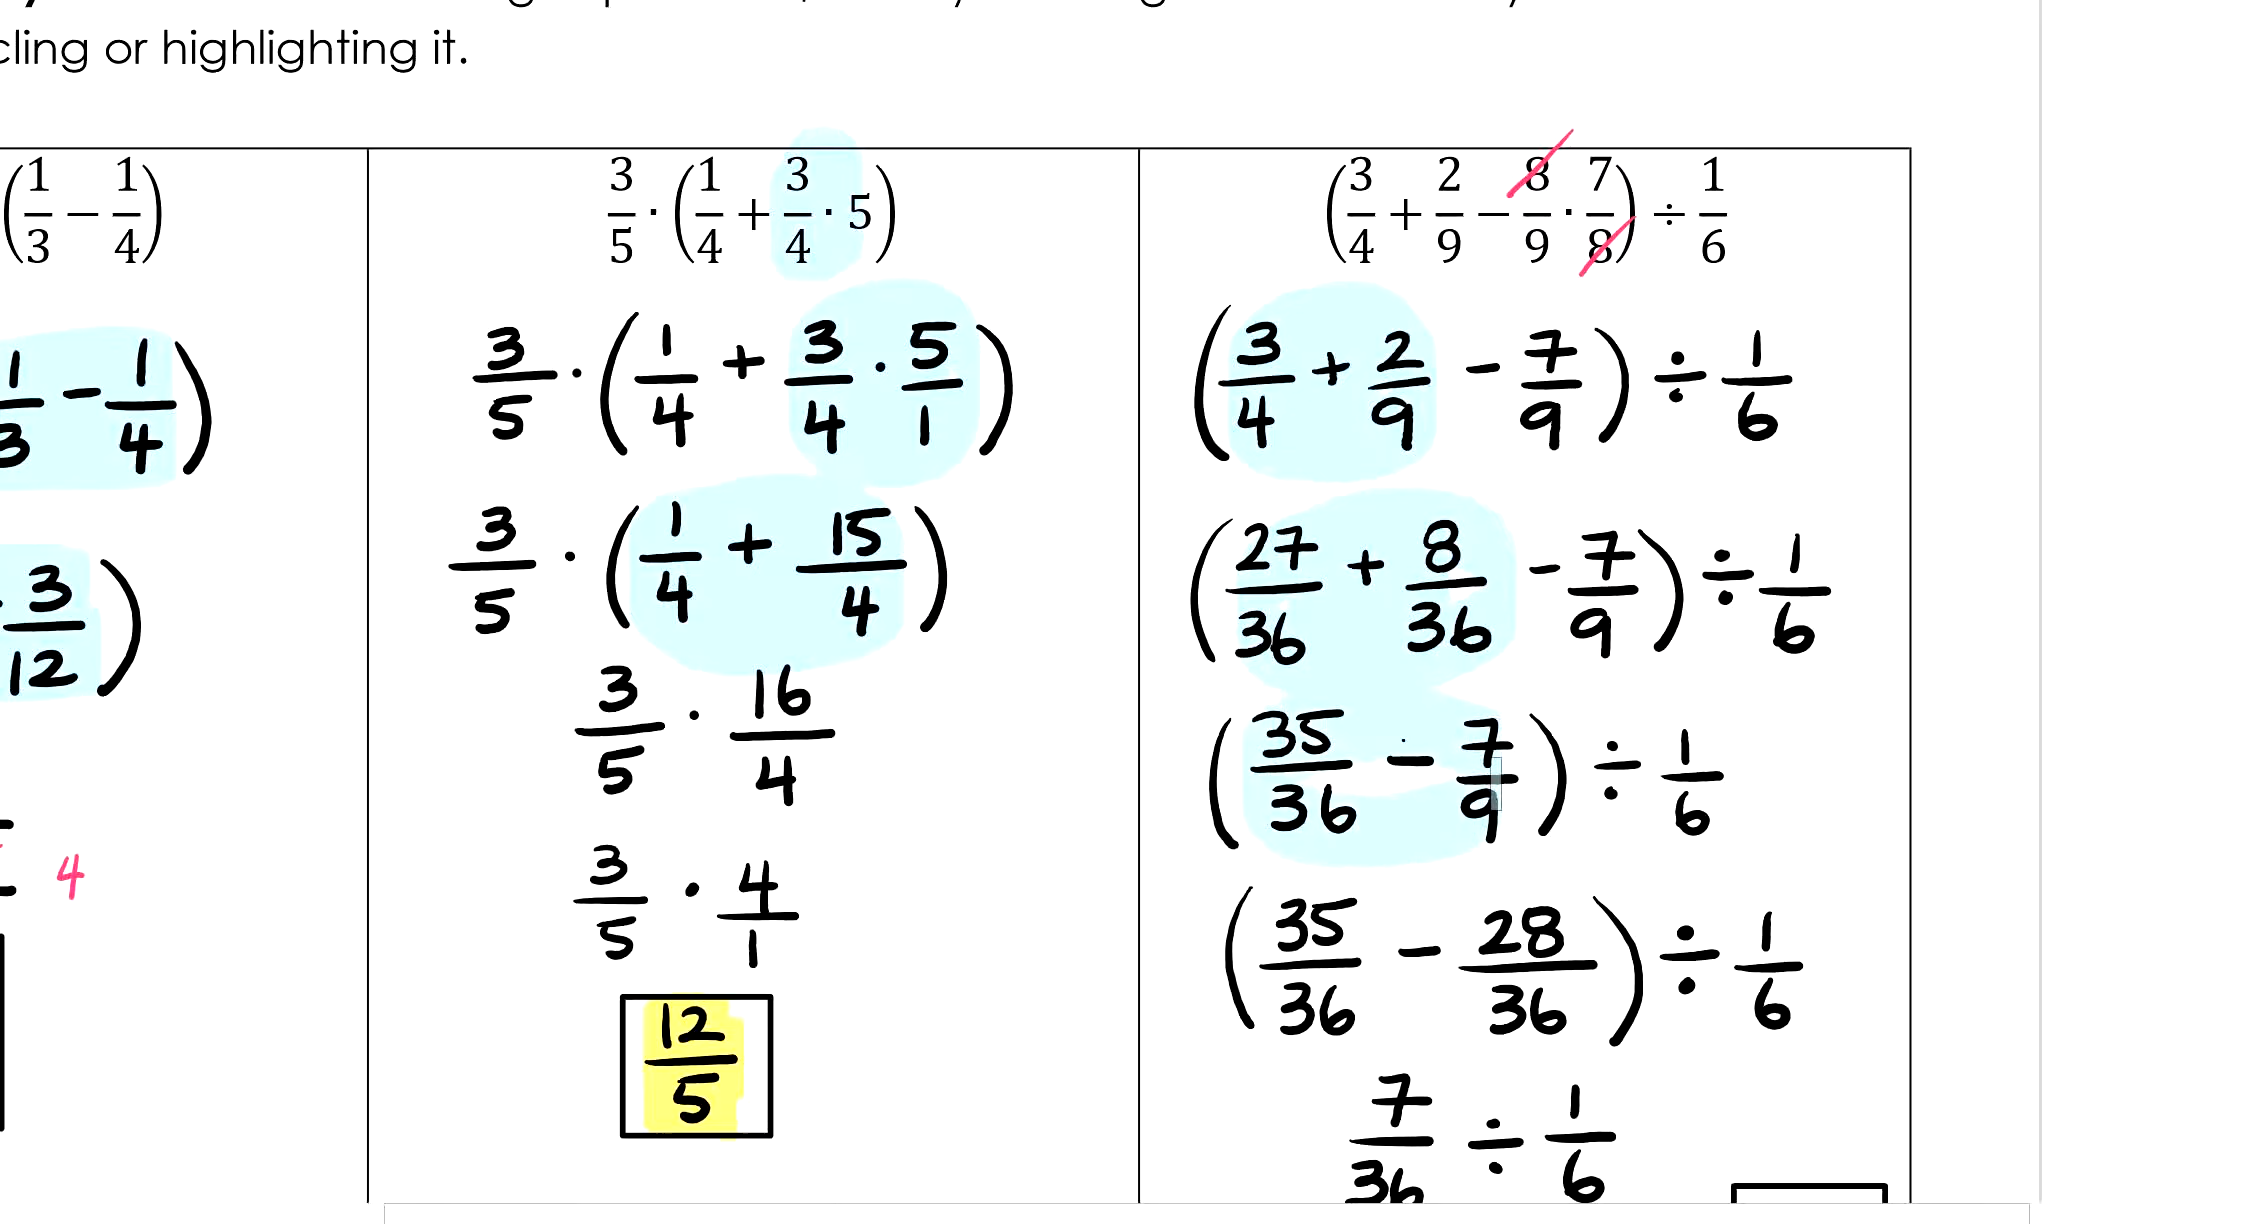 cling or highlighting it.
(1/3 − 1/4)
1/3 − 1/4)
3/12)
4
3/5 · (1/4 + 3/4 · 5)
3/5 · (1/4 + 3/4 · 5/1)
3/5 · (1/4 + 15/4)
3/5 · 16/4
3/5 · 4/1
12/5
(3/4 + 2/9 − 8/9 · 7/8) ÷ 1/6
(3/4 + 2/9 − 7/9) ÷ 1/6
(27/36 + 8/36 − 7/9) ÷ 1/6
(35/36 − 7/9) ÷ 1/6
(35/36 − 28/36) ÷ 1/6
7/36 ÷ 1/6